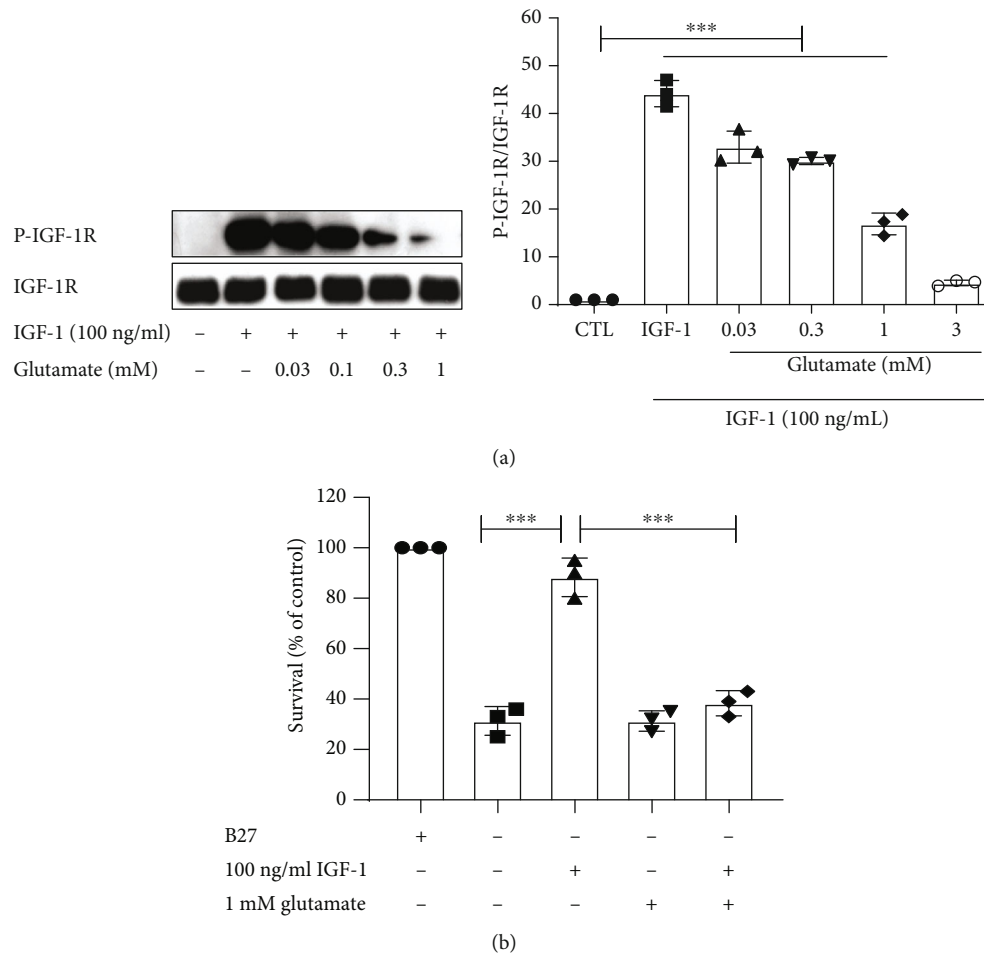 P-IGF-1R
IGF-1R
IGF-1 (100 ng/ml) – + + + + +
Glutamate (mM) – – 0.03 0.1 0.3 1
***
P-IGF-1R/IGF-1R
60
50
40
30
20
10
0
CTL IGF-1 0.03 0.3 1 3
Glutamate (mM)
IGF-1 (100 ng/mL)
(a)
Survival (% of control)
120
100
80
60
40
20
0
*** ***
B27 + – – – –
100 ng/ml IGF-1 – – + – +
1 mM glutamate – – – + +
(b)